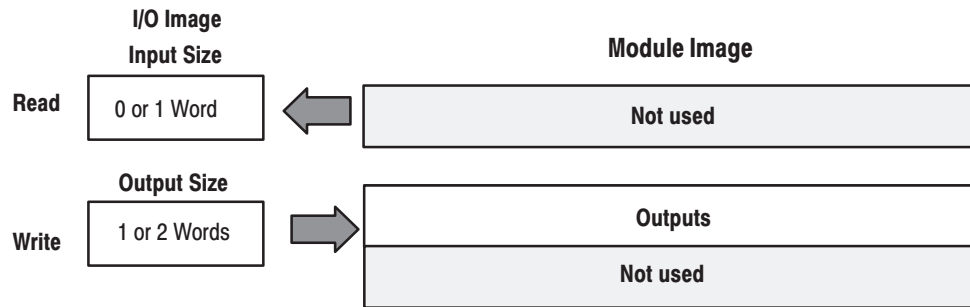 I/O Image
Input Size
Module Image
Read
0 or 1 Word
Not used
Output Size
Write
1 or 2 Words
Outputs
Not used